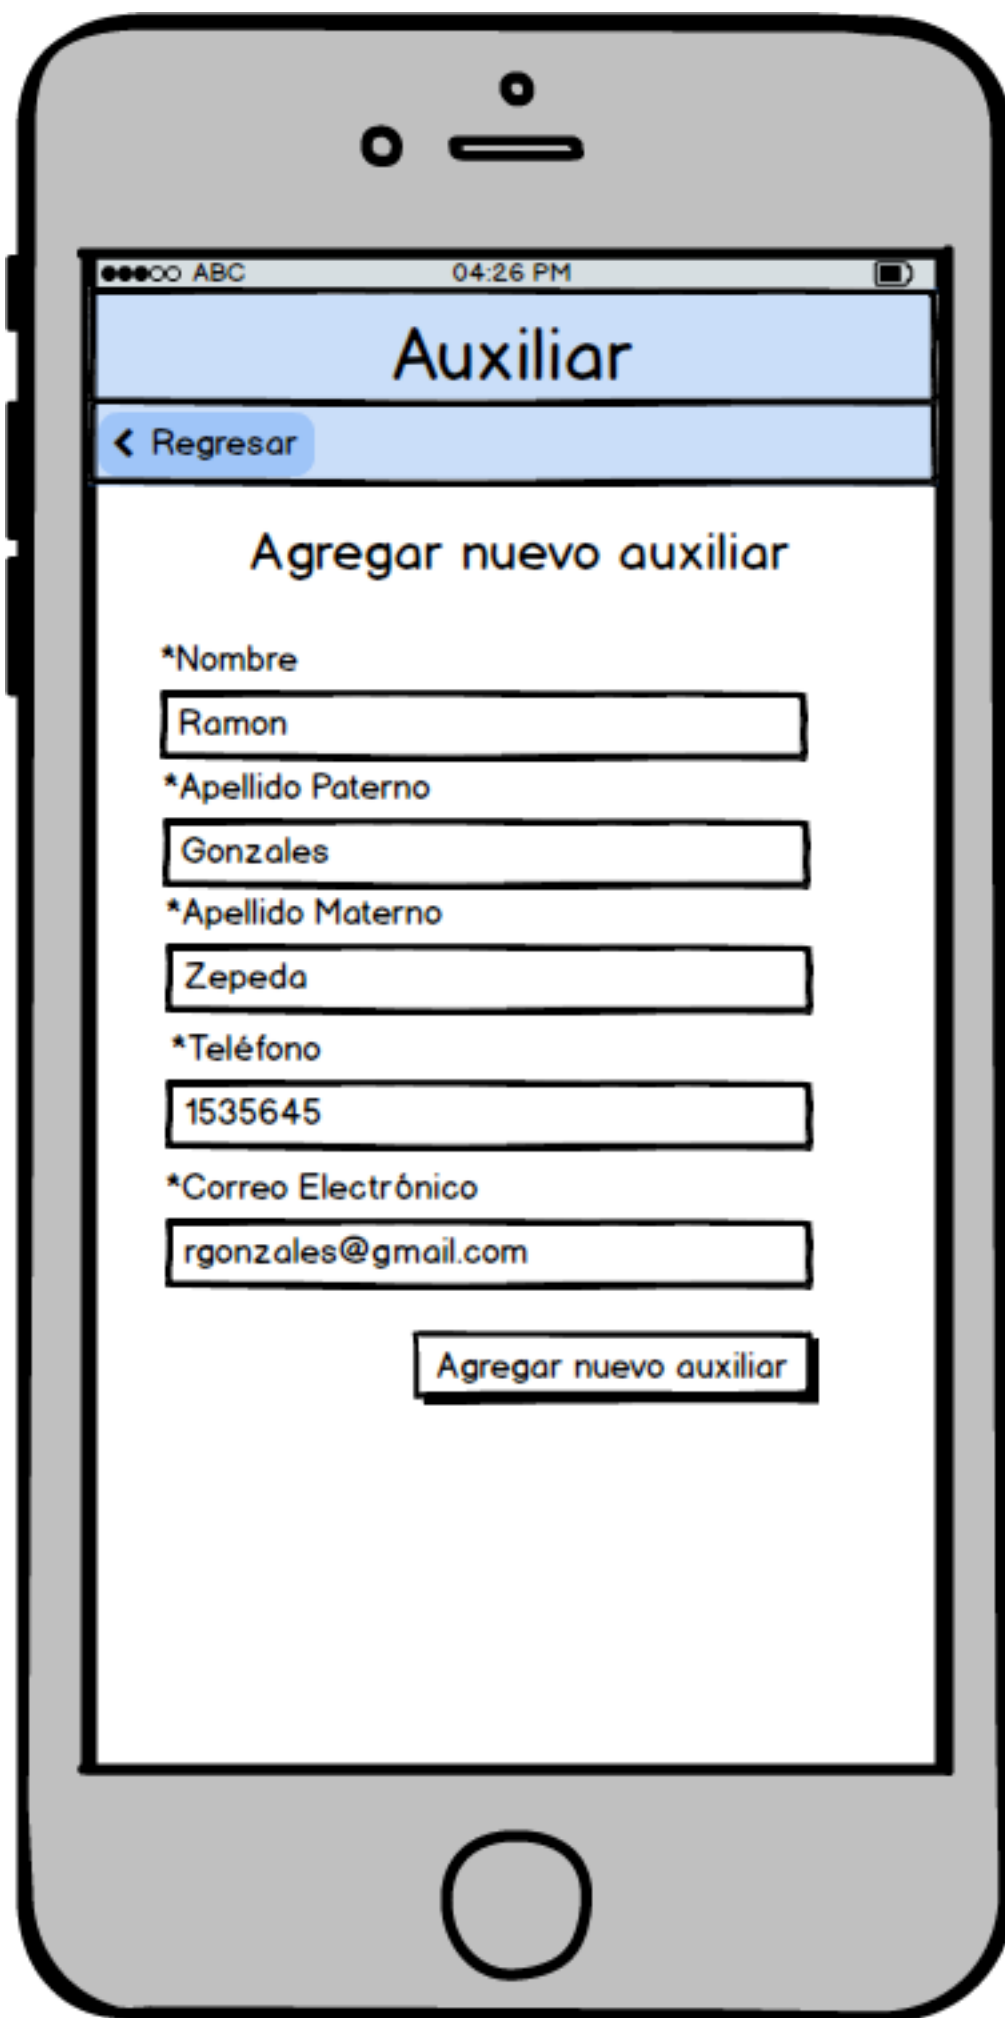 ABC 04:26 PM
Auxiliar
Regresar
Agregar nuevo auxiliar
*Nombre
Ramon
*Apellido Paterno
Gonzales
*Apellido Materno
Zepeda
*Teléfono
1535645
*Correo Electrónico
rgonzales@gmail.com
Agregar nuevo auxiliar